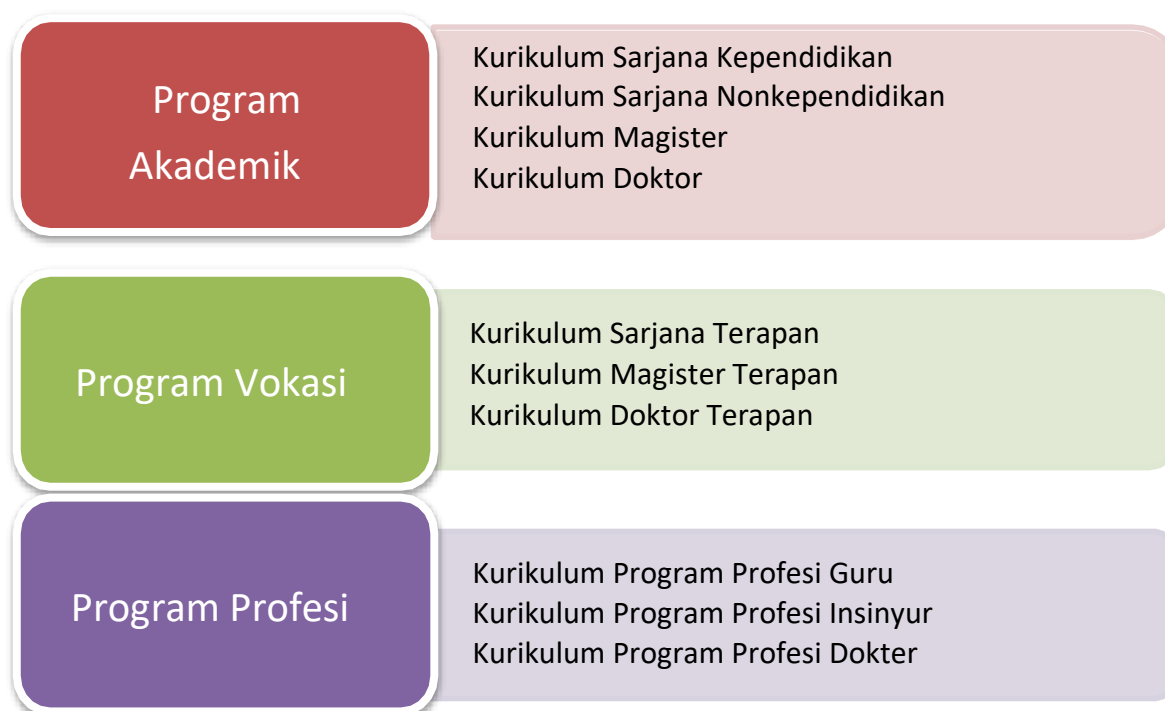 Program
Akademik
Kurikulum Sarjana Kependidikan
Kurikulum Sarjana Nonkependidikan
Kurikulum Magister
Kurikulum Doktor
Program Vokasi
Kurikulum Sarjana Terapan
Kurikulum Magister Terapan
Kurikulum Doktor Terapan
Program Profesi
Kurikulum Program Profesi Guru
Kurikulum Program Profesi Insinyur
Kurikulum Program Profesi Dokter